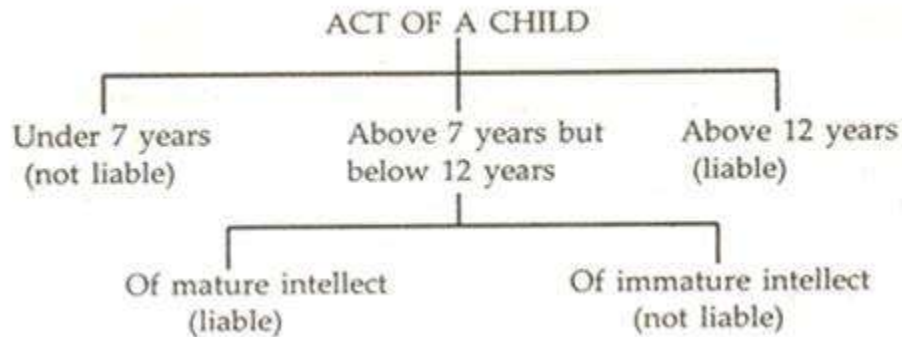 ACT OF A CHILD
Under 7 years
(not liable)
Above 7 years but
below 12 years
Above 12 years
(liable)
Of mature intellect
(liable)
Of immature intellect
(not liable)